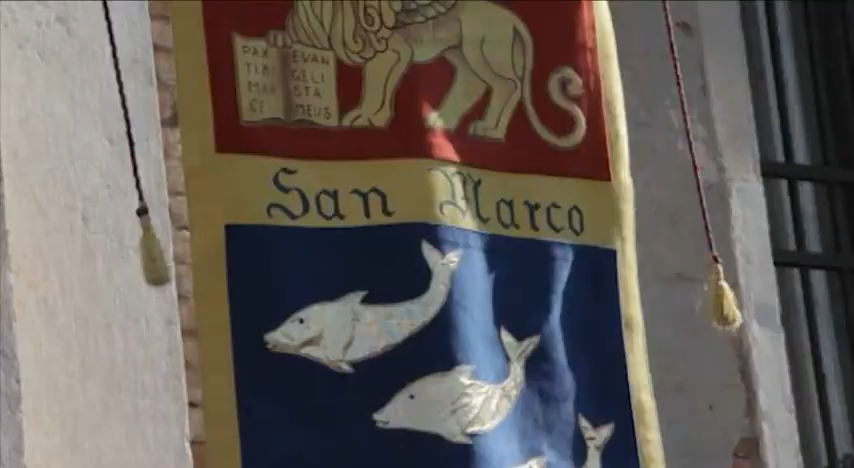 PAX EVAN
TIBI GELI
MAR STA
CE MEUS
San Marco